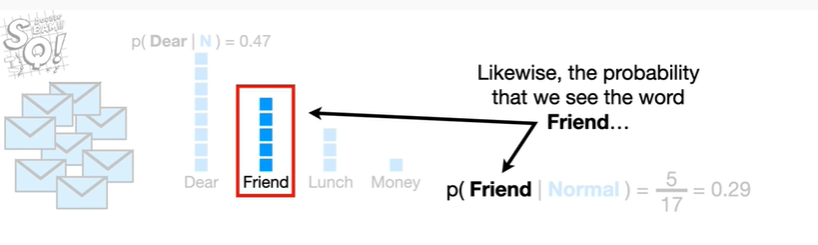 SQ!
p( Dear | N ) = 0.47
Likewise, the probability
that we see the word
Friend...
Dear Friend Lunch Money
p( Friend | Normal ) = 5/17 = 0.29